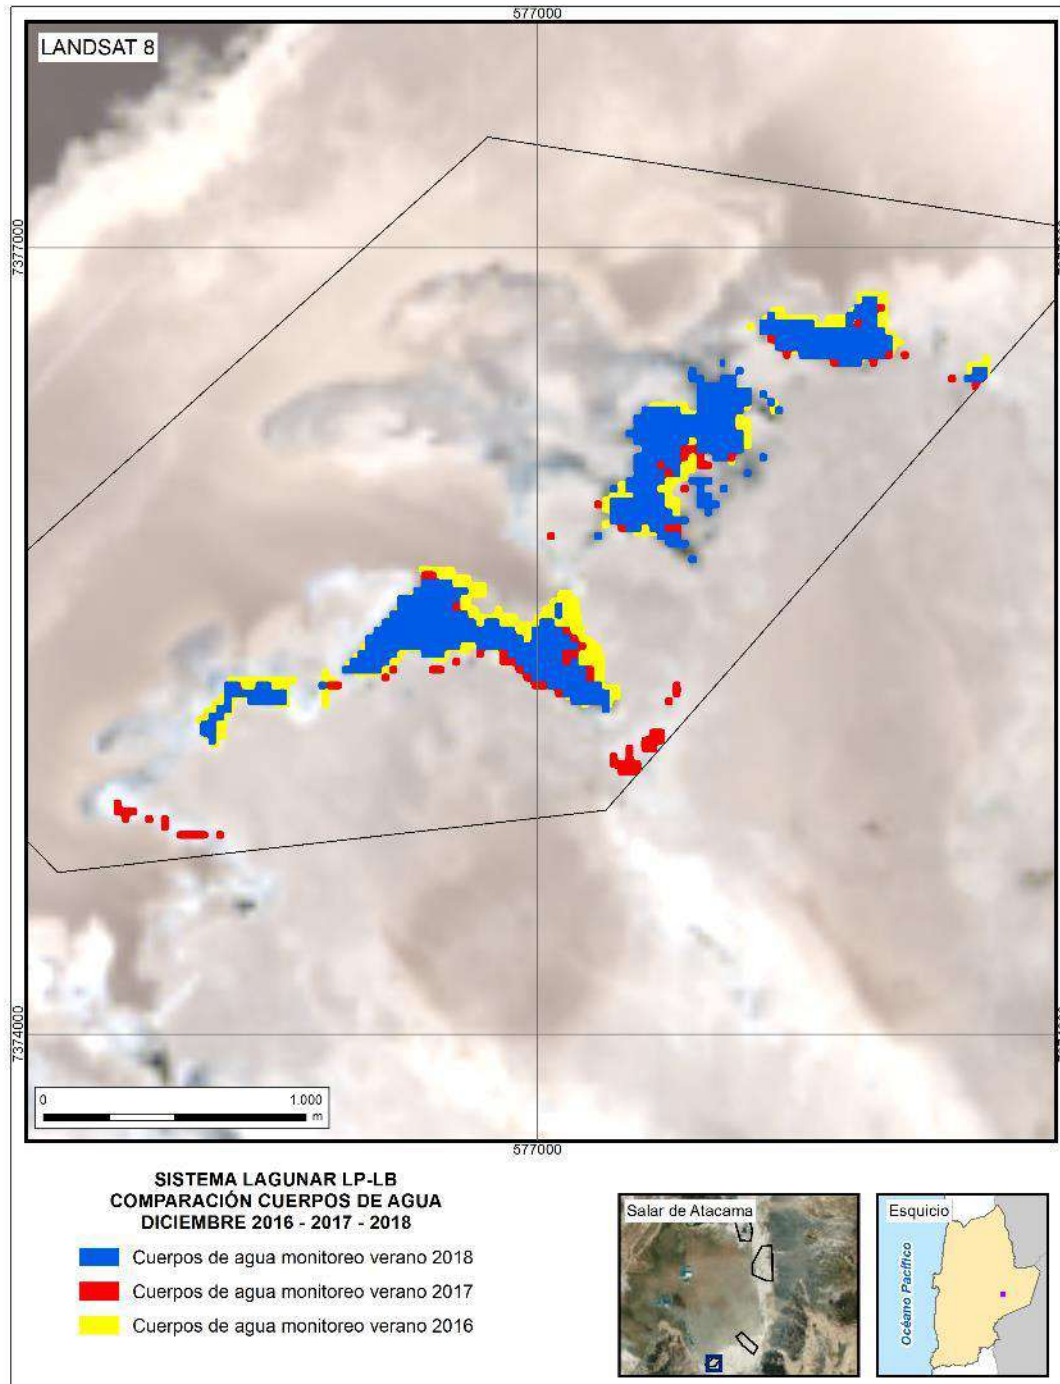 577000
LANDSAT 8
7377000
7374000
0 1.000
m
577000
SISTEMA LAGUNAR LP-LB
COMPARACIÓN CUERPOS DE AGUA
DICIEMBRE 2016 - 2017 - 2018
Cuerpos de agua monitoreo verano 2018
Cuerpos de agua monitoreo verano 2017
Cuerpos de agua monitoreo verano 2016
Salar de Atacama
Esquicio
Océano Pacífico